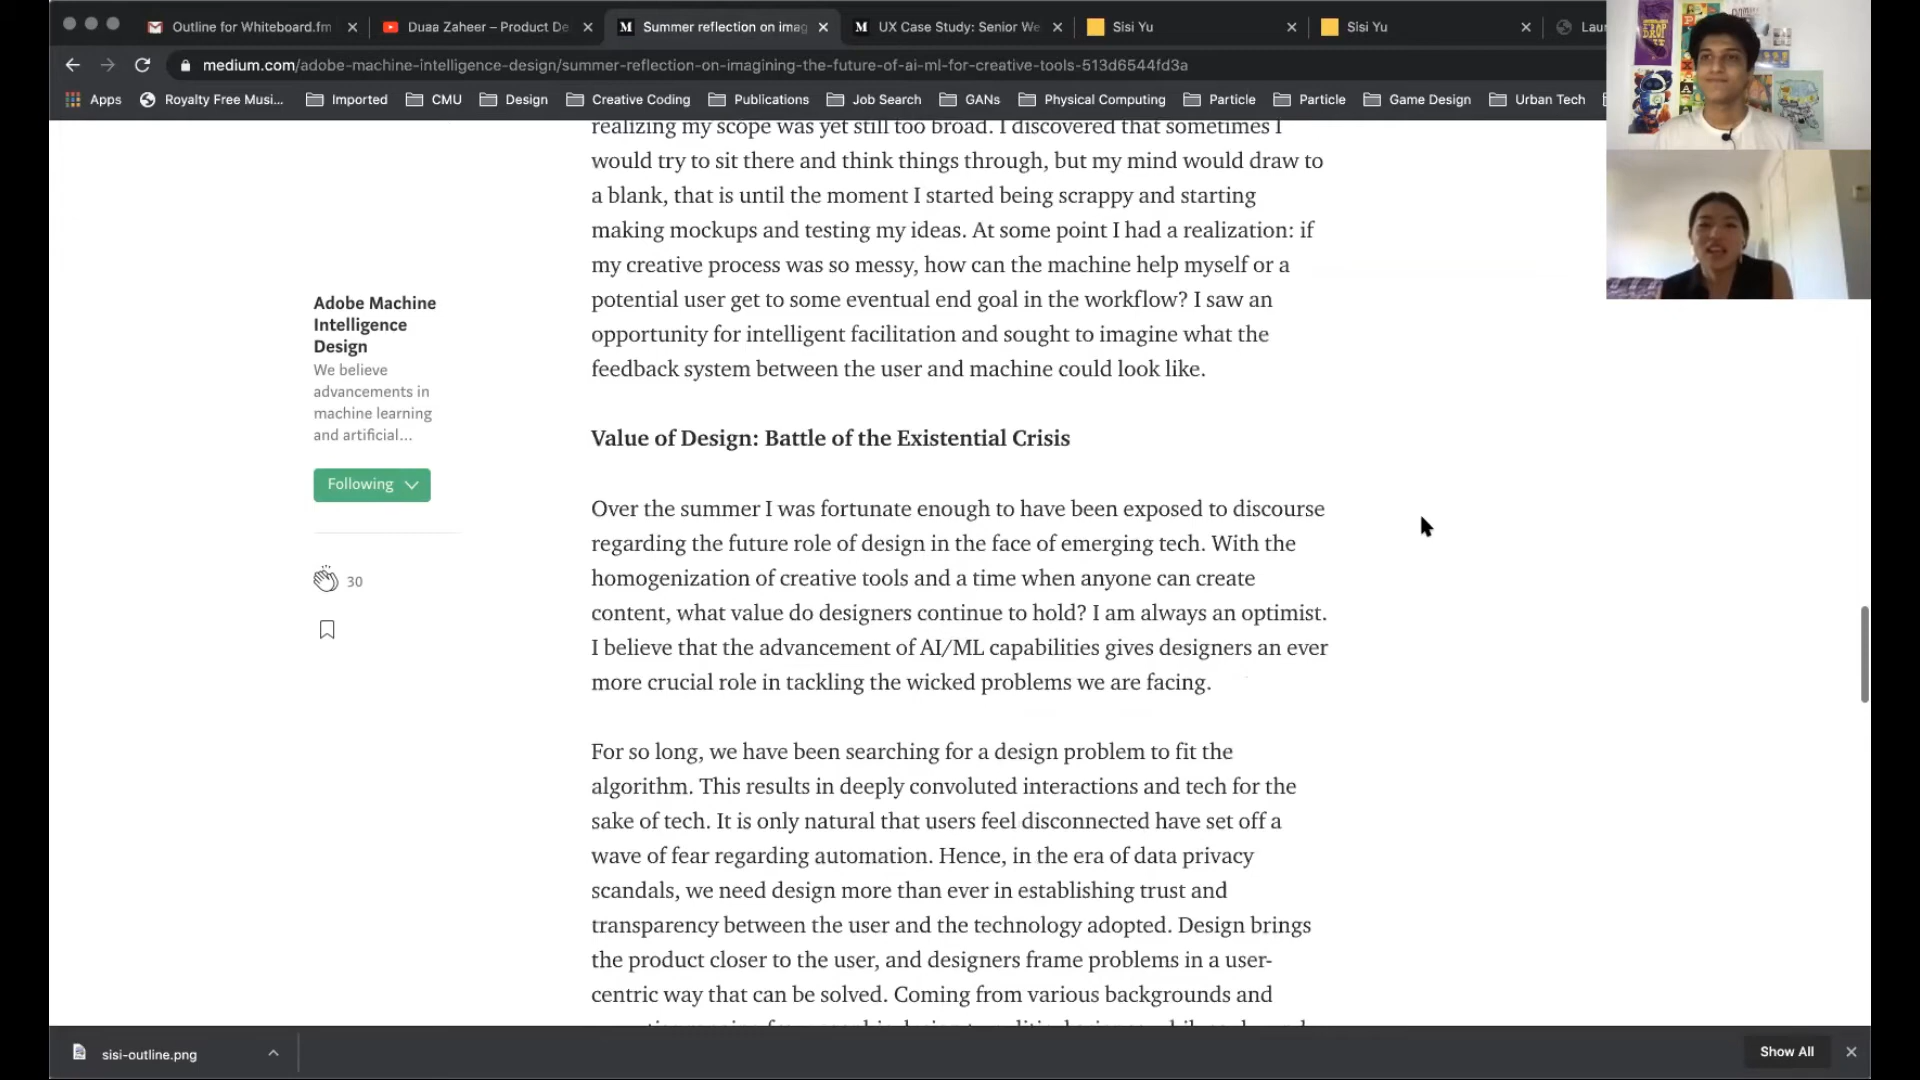 Outline for Whiteboard.fm
Duaa Zaheer – Product De
Summer reflection on imag
UX Case Study: Senior We
Sisi Yu
SIsi Yu
Lau
medium.com/adobe-machine-intelligence-design/summer-reflection-on-imagining-the-future-of-ai-ml-for-creative-tools-513d6544fd3a
Apps
Royalty Free Musi...
Imported
CMU
Design
Creative Coding
Publications
Job Search
GANs
Physical Computing
Particle
Particle
Game Design
Urban Tech
realizing my scope was yet still too broad. I discovered that sometimes I
would try to sit there and think things through, but my mind would draw to
a blank, that is until the moment I started being scrappy and starting
making mockups and testing my ideas. At some point I had a realization: if
my creative process was so messy, how can the machine help myself or a
potential user get to some eventual end goal in the workflow? I saw an
opportunity for intelligent facilitation and sought to imagine what the
feedback system between the user and machine could look like.
Adobe Machine
Intelligence
Design
We believe
advancements in
machine learning
and artificial...
Following
30
Value of Design: Battle of the Existential Crisis
Over the summer I was fortunate enough to have been exposed to discourse
regarding the future role of design in the face of emerging tech. With the
homogenization of creative tools and a time when anyone can create
content, what value do designers continue to hold? I am always an optimist.
I believe that the advancement of AI/ML capabilities gives designers an ever
more crucial role in tackling the wicked problems we are facing.
For so long, we have been searching for a design problem to fit the
algorithm. This results in deeply convoluted interactions and tech for the
sake of tech. It is only natural that users feel disconnected have set off a
wave of fear regarding automation. Hence, in the era of data privacy
scandals, we need design more than ever in establishing trust and
transparency between the user and the technology adopted. Design brings
the product closer to the user, and designers frame problems in a user-
centric way that can be solved. Coming from various backgrounds and
sisi-outline.png
Show All